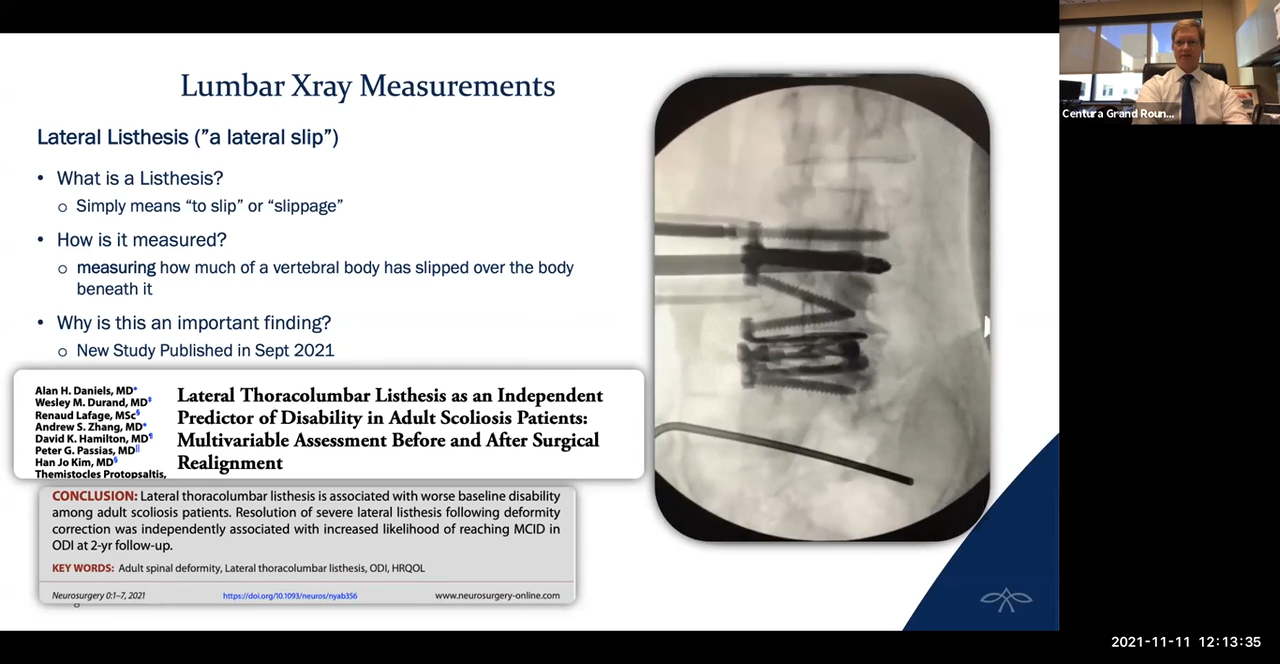 Lumbar Xray Measurements
Lateral Listhesis (”a lateral slip”)
• What is a Listhesis?
o Simply means “to slip” or “slippage”
• How is it measured?
o measuring how much of a vertebral body has slipped over the body
beneath it
• Why is this an important finding?
o New Study Published in Sept 2021
Alan H. Daniels, MD*
Wesley M. Durand, MD‡
Renaud Lafage, MSc§
Andrew S. Zhang, MD*
David K. Hamilton, MD¶
Peter G. Passias, MD||
Han Jo Kim, MD§
Themistocles Protopsaltis,
Lateral Thoracolumbar Listhesis as an Independent
Predictor of Disability in Adult Scoliosis Patients:
Multivariable Assessment Before and After Surgical
Realignment
CONCLUSION: Lateral thoracolumbar listhesis is associated with worse baseline disability
among adult scoliosis patients. Resolution of severe lateral listhesis following deformity
correction was independently associated with increased likelihood of reaching MCID in
ODI at 2-yr follow-up.
KEY WORDS: Adult spinal deformity, Lateral thoracolumbar listhesis, ODI, HRQOL
Neurosurgery 0:1–7, 2021 https://doi.org/10.1093/neuros/nyab356 www.neurosurgery-online.com
Centura Grand Roun...
2021-11-11 12:13:35